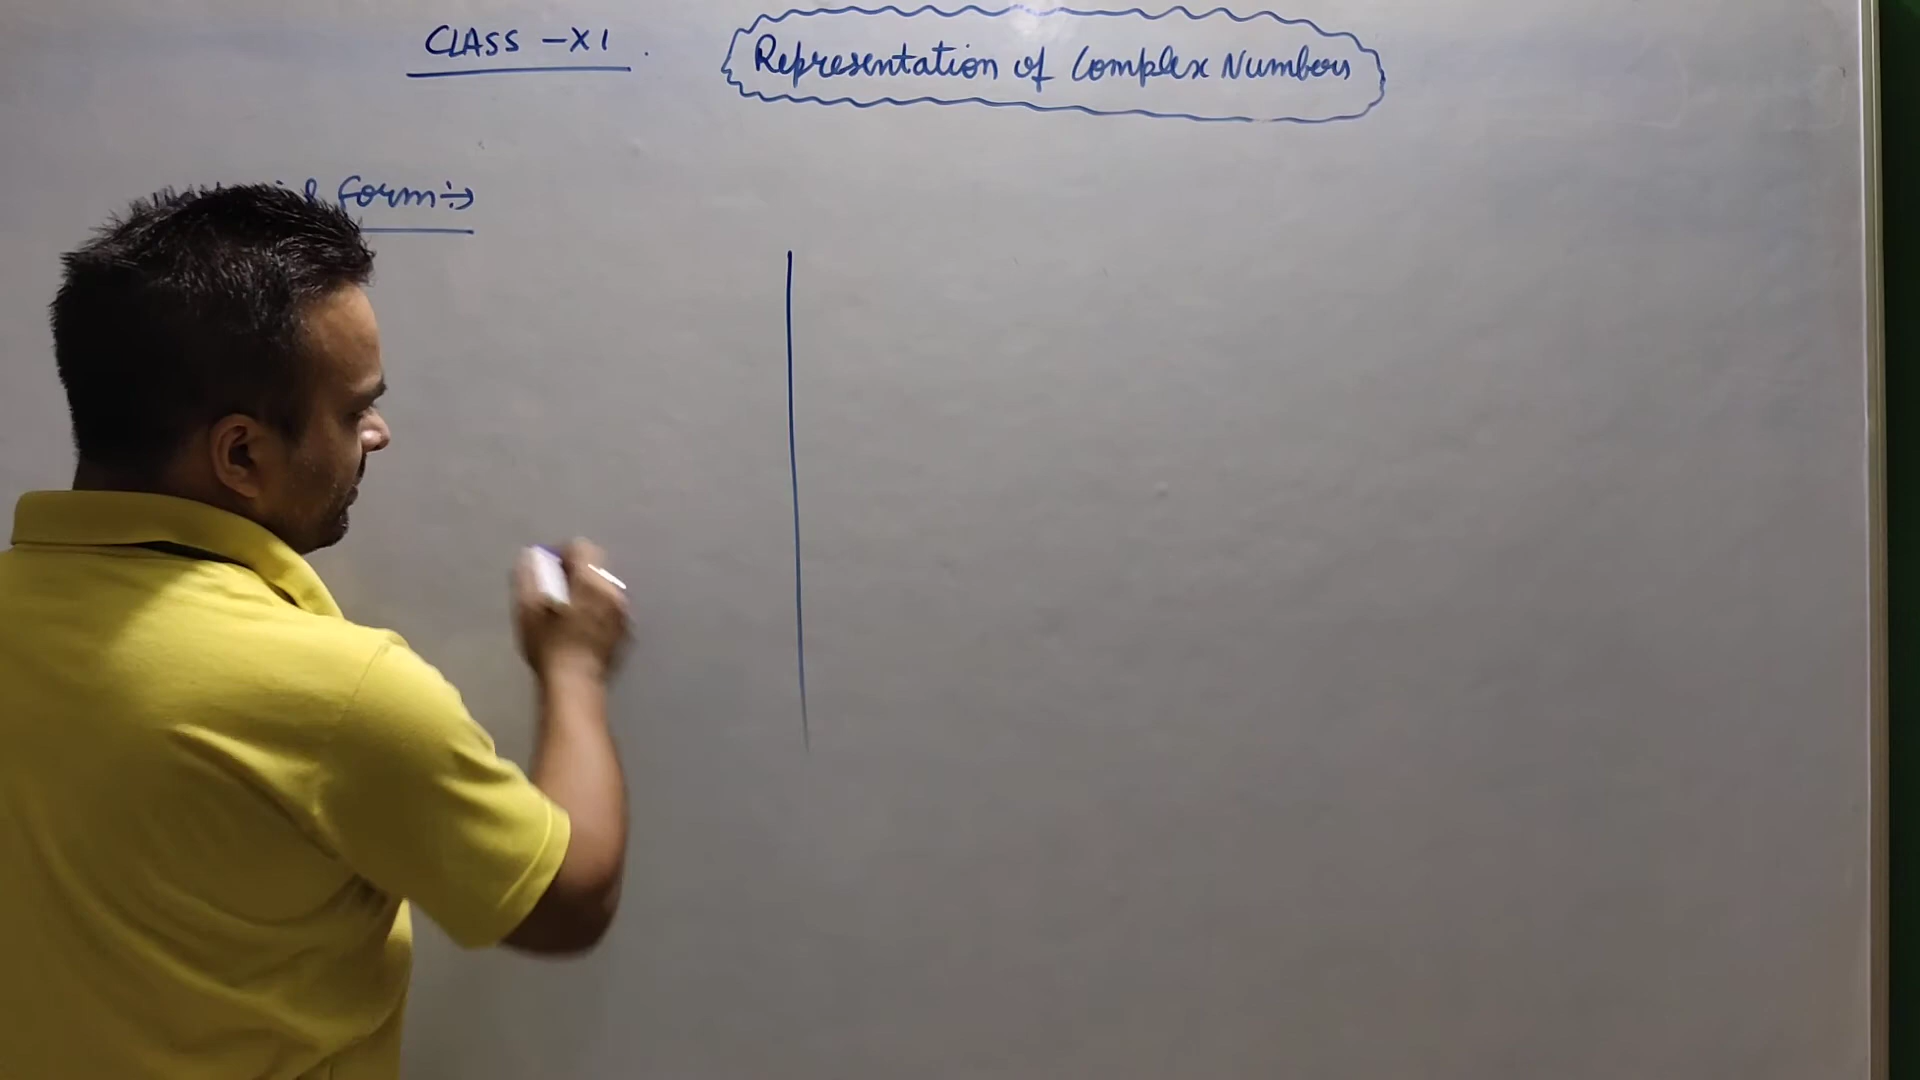 CLASS - XI.
Representation of Complex Numbers
form :->